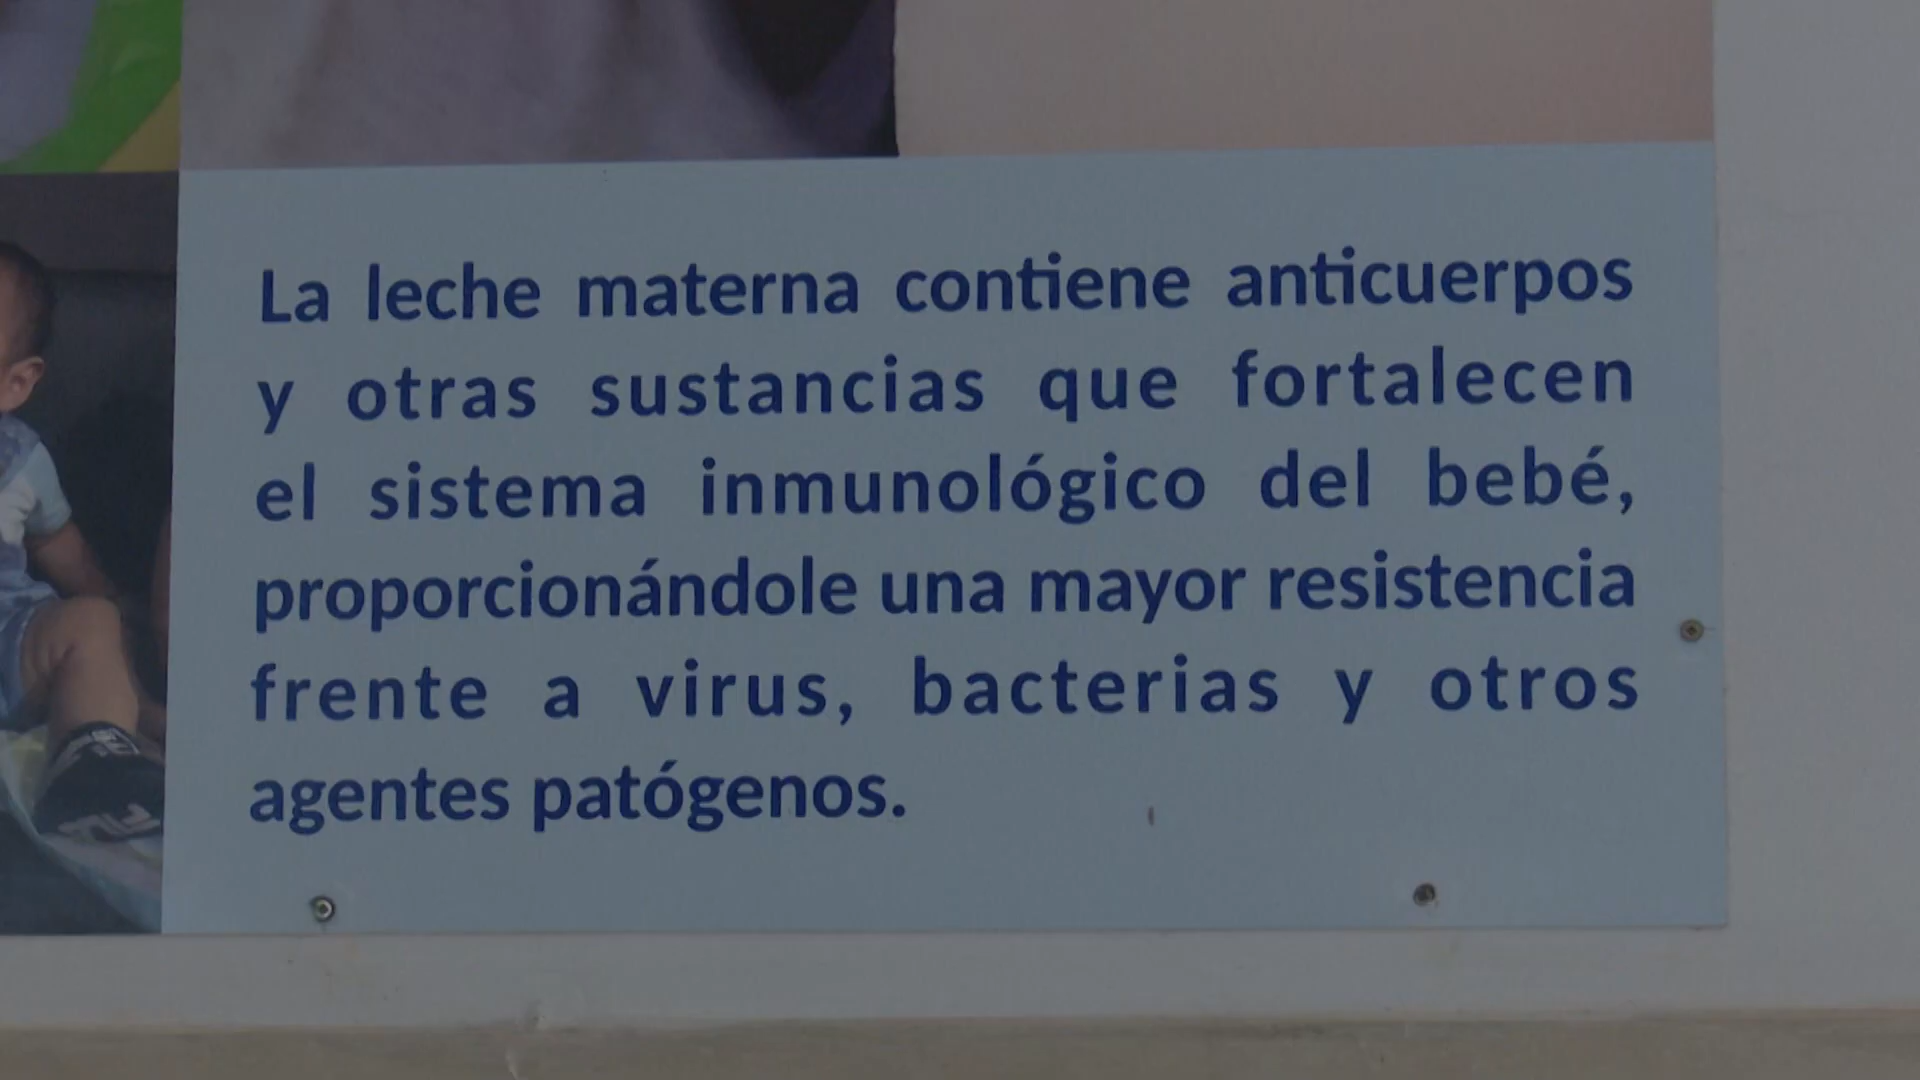 La leche materna contiene anticuerpos
y otras sustancias que fortalecen
el sistema inmunológico del bebé,
proporcionándole una mayor resistencia
frente a virus, bacterias y otros
agentes patógenos.